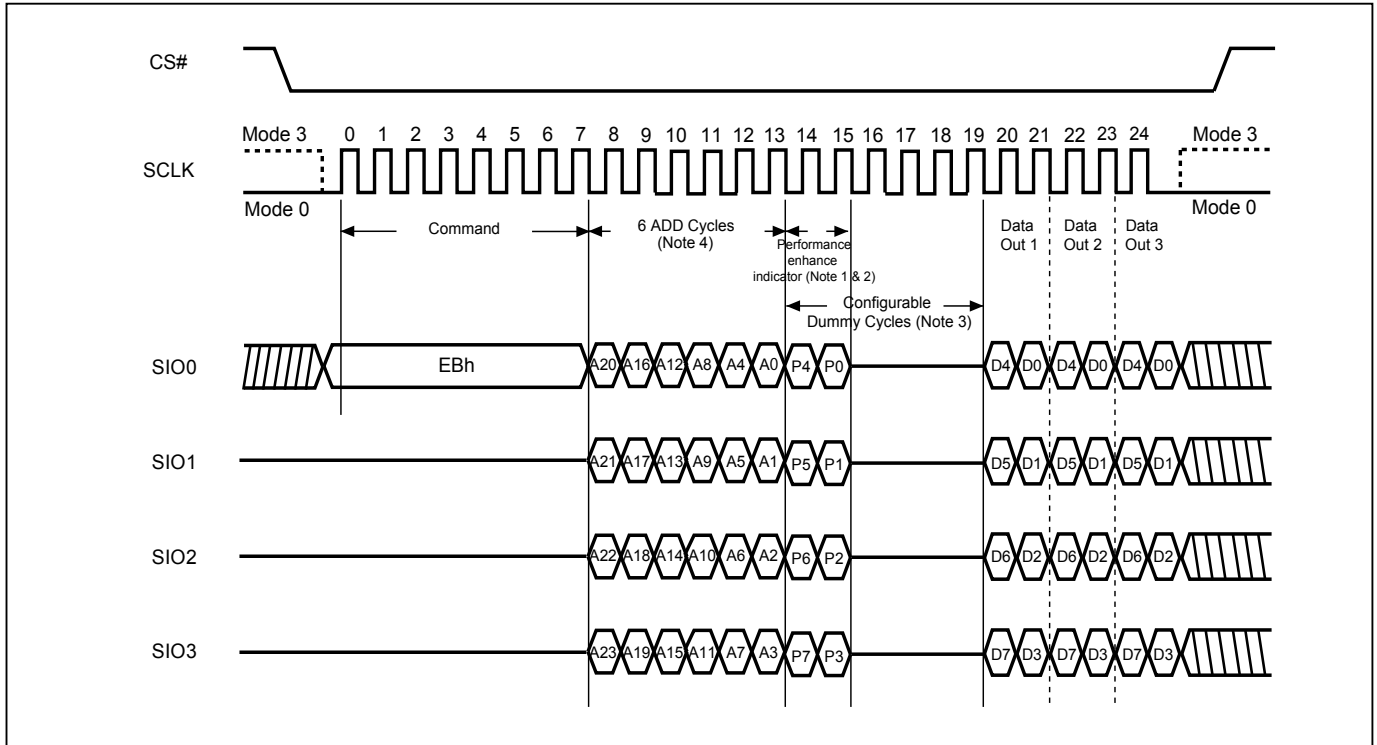 CS#
Mode 3 0 1 2 3 4 5 6 7 8 9 10 11 12 13 14 15 16 17 18 19 20 21 22 23 24 Mode 3
SCLK
Mode 0 Mode 0
Command
6 ADD Cycles
(Note 4)
Performance
enhance
indicator (Note 1 & 2)
Data
Out 1
Data
Out 2
Data
Out 3
Configurable
Dummy Cycles (Note 3)
SIO0 EBh A20 A16 A12 A8 A4 A0 P4 P0 D4 D0 D4 D0 D4 D0
SIO1 A21 A17 A13 A9 A5 A1 P5 P1 D5 D1 D5 D1 D5 D1
SIO2 A22 A18 A14 A10 A6 A2 P6 P2 D6 D2 D6 D2 D6 D2
SIO3 A23 A19 A15 A11 A7 A3 P7 P3 D7 D3 D7 D3 D7 D3